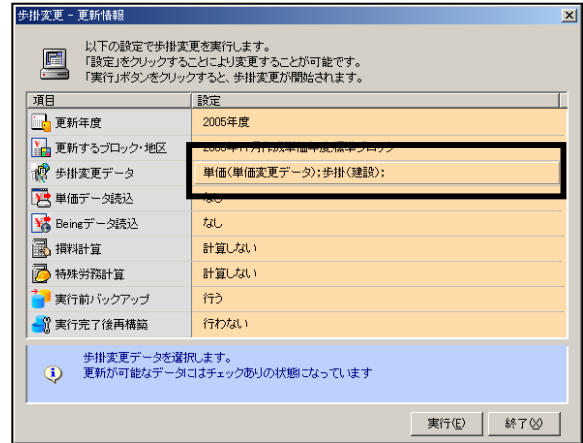 歩掛変更 - 更新情報
以下の設定で歩掛変更を実行します。
「設定」をクリックすることにより変更することが可能です。
「実行」ボタンをクリックすると、歩掛変更が開始されます。
項目 設定
更新年度 2005年度
更新するブロック・地区
歩掛変更データ 単価(単価変更データ);歩掛(建設);
単価データ読込 なし
Beingデータ読込 なし
損料計算 計算しない
特殊労務計算 計算しない
実行前バックアップ 行う
実行完了後再構築 行わない
歩掛変更データを選択します。
更新が可能なデータにはチェックありの状態になっています
実行(E) 終了(X)